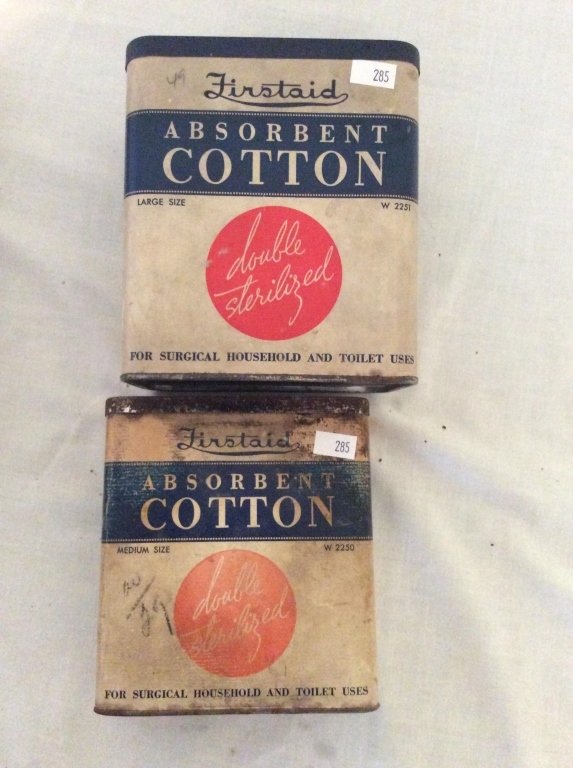 49
Firstaid
285
ABSORBENT
COTTON
LARGE SIZE W 2251
double
sterilized
FOR SURGICAL HOUSEHOLD AND TOILET USES
Firstaid
285
ABSORBENT
COTTON
MEDIUM SIZE W 2250
double
sterilized
FOR SURGICAL HOUSEHOLD AND TOILET USES